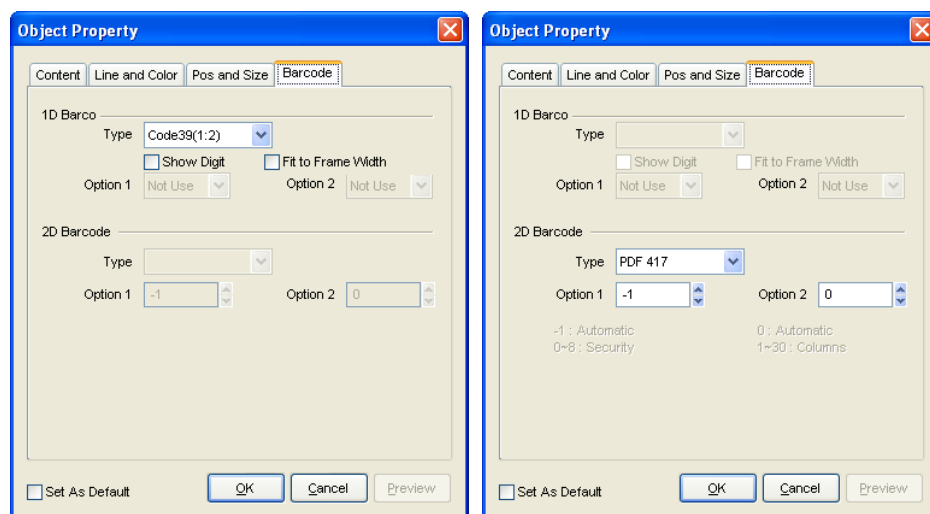 Object Property
Content Line and Color Pos and Size Barcode
1D Barco
Type Code39(1:2)
Show Digit Fit to Frame Width
Option 1 Not Use Option 2 Not Use
2D Barcode
Type
Option 1 -1 Option 2 0
Set As Default OK Cancel Preview
Object Property
Content Line and Color Pos and Size Barcode
1D Barco
Type
Show Digit Fit to Frame Width
Option 1 Not Use Option 2 Not Use
2D Barcode
Type PDF 417
Option 1 -1 Option 2 0
-1 : Automatic 0 : Automatic
0~8 : Security 1~30 : Columns
Set As Default OK Cancel Preview